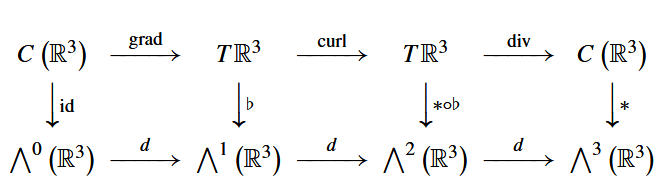 grad curl div
C (ℝ³) Tℝ³ Tℝ³ C (ℝ³)
id ♭ *∘♭ *
d d d
⋀⁰ (ℝ³) ⋀¹ (ℝ³) ⋀² (ℝ³) ⋀³ (ℝ³)